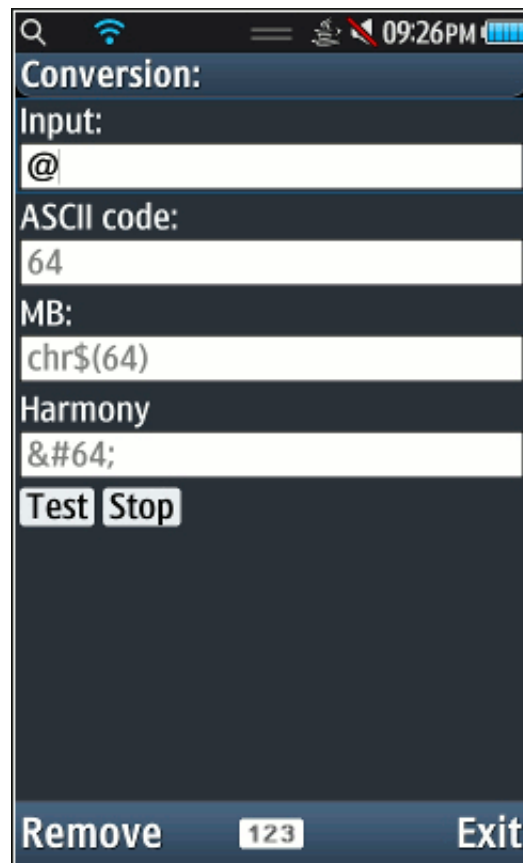 09:26PM
Conversion:
Input:
@
ASCII code:
64
MB:
chr$(64)
Harmony
&#64;
Test Stop
Remove 123 Exit